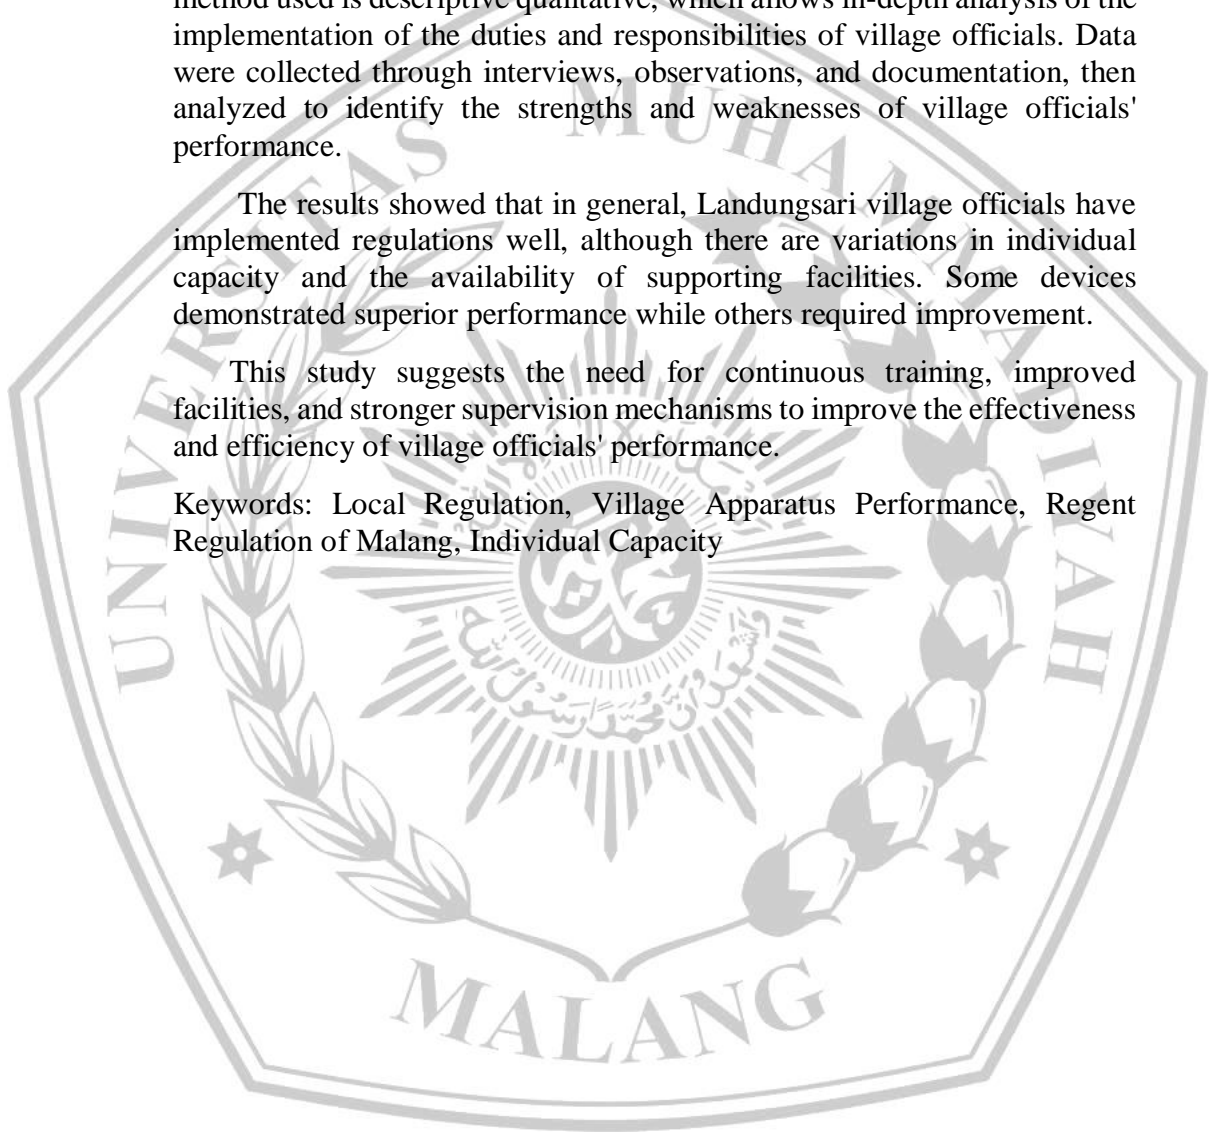 method used is descriptive qualitative, which allows in-depth analysis of the
implementation of the duties and responsibilities of village officials. Data
were collected through interviews, observations, and documentation, then
analyzed to identify the strengths and weaknesses of village officials'
performance.
The results showed that in general, Landungsari village officials have
implemented regulations well, although there are variations in individual
capacity and the availability of supporting facilities. Some devices
demonstrated superior performance while others required improvement.
This study suggests the need for continuous training, improved
facilities, and stronger supervision mechanisms to improve the effectiveness
and efficiency of village officials' performance.
Keywords: Local Regulation, Village Apparatus Performance, Regent
Regulation of Malang, Individual Capacity
UNIVERSITAS MUHAMMADIYAH
MALANG